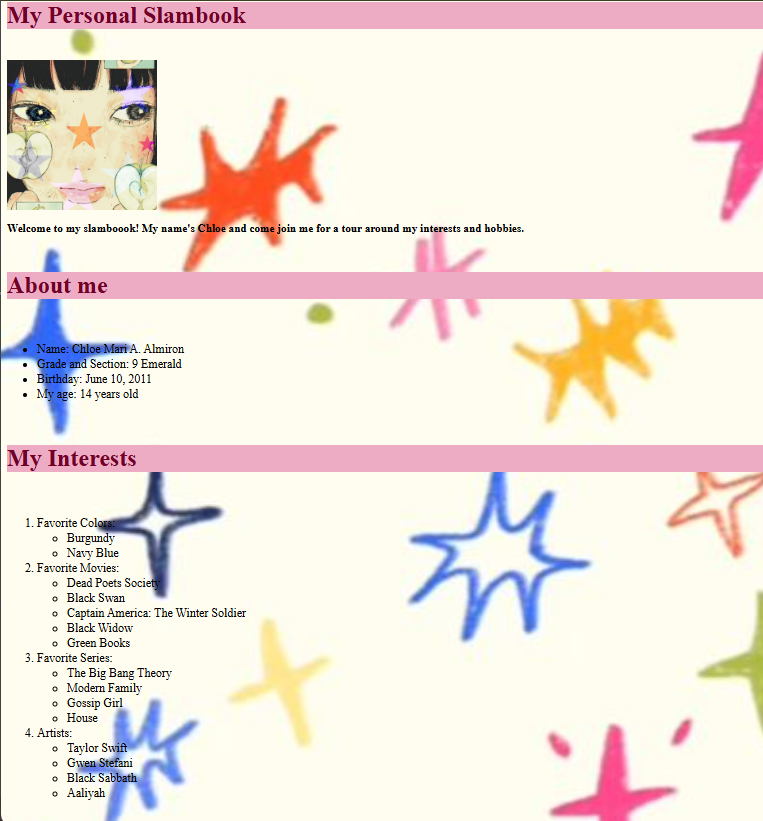 My Personal Slambook
Welcome to my slamboook! My name's Chloe and come join me for a tour around my interests and hobbies.
About me
• Name: Chloe Mari A. Almiron
• Grade and Section: 9 Emerald
• Birthday: June 10, 2011
• My age: 14 years old
My Interests
1. Favorite Colors:
○ Burgundy
○ Navy Blue
2. Favorite Movies:
○ Dead Poets Society
○ Black Swan
○ Captain America: The Winter Soldier
○ Black Widow
○ Green Books
3. Favorite Series:
○ The Big Bang Theory
○ Modern Family
○ Gossip Girl
○ House
4. Artists:
○ Taylor Swift
○ Gwen Stefani
○ Black Sabbath
○ Aaliyah